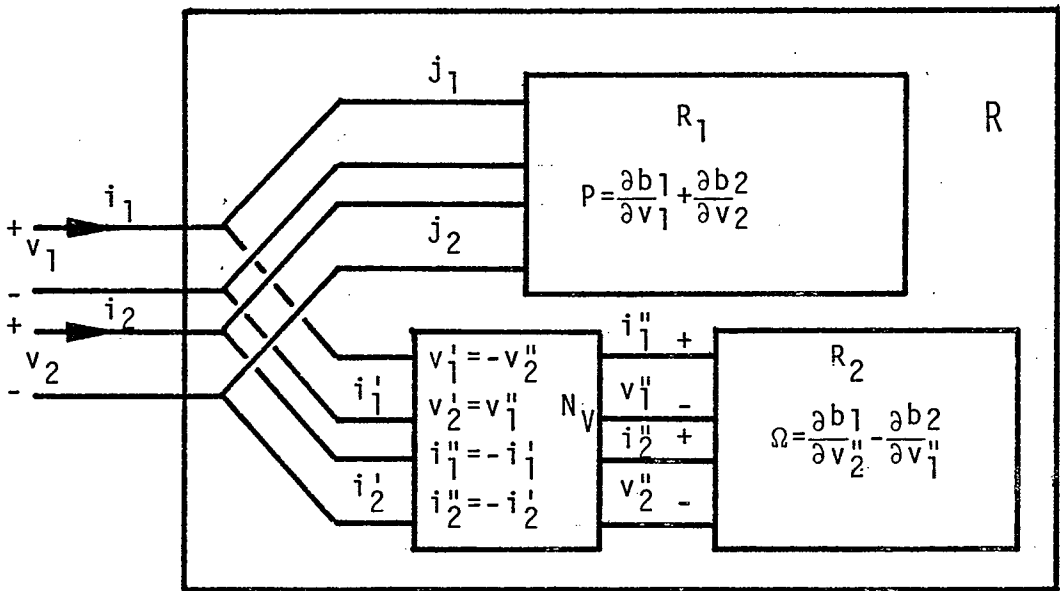 j₁
R₁
R
P=∂b1/∂v₁+∂b2/∂v₂
i₁
+
v₁
-
j₂
i₂
+
v₂
-
v₁'=-v₂"
v₂'=v₁"
i₁"=-i₁'
i₂"=-i₂'
N_V
i₁'
i₂'
i₁" +
v₁" -
i₂" +
v₂" -
R₂
Ω=∂b1/∂v₂"-∂b2/∂v₁"